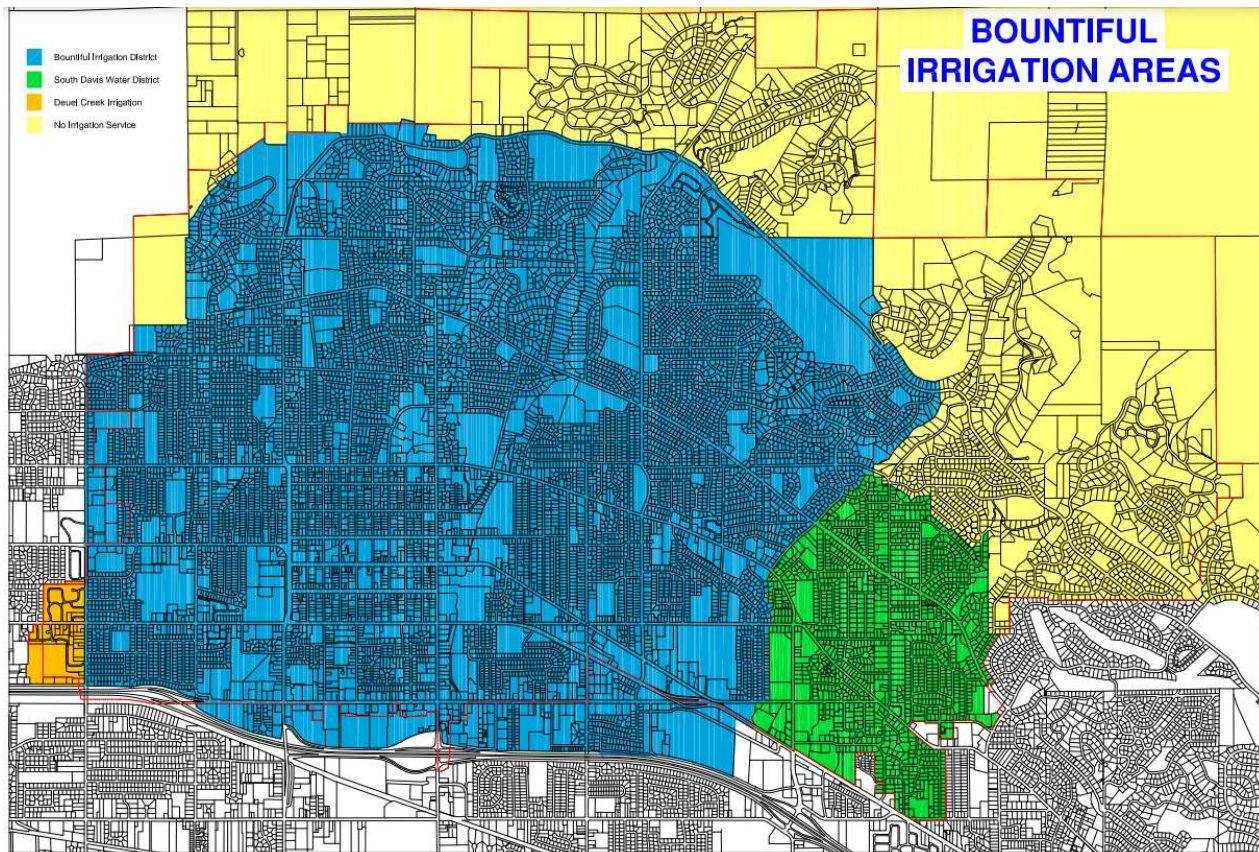 BOUNTIFUL
IRRIGATION AREAS
Bountiful Irrigation District
South Davis Water District
Deuel Creek Irrigation
No Irrigation Service